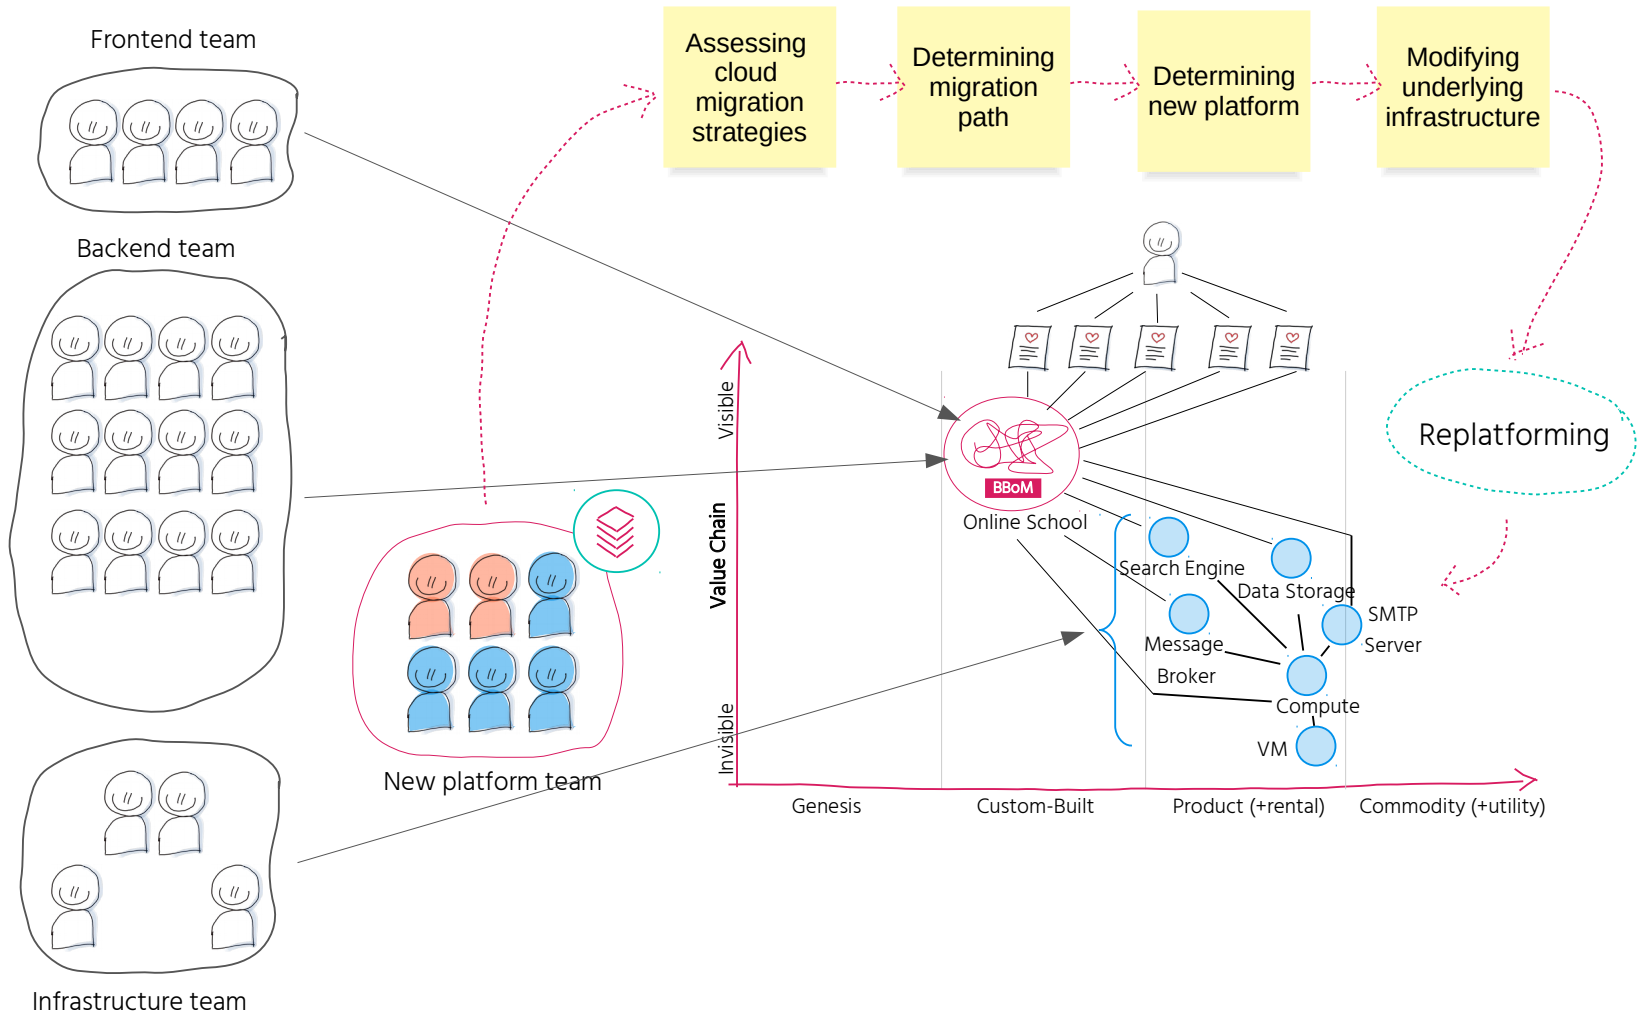 Frontend team
Assessing
cloud
migration
strategies
Determining
migration
path
Determining
new platform
Modifying
underlying
infrastructure
Backend team
Replatforming
Visible
Value Chain
Invisible
BBoM
Online School
Search Engine
Data Storage
SMTP
Server
Message
Broker
Compute
VM
New platform team
Genesis
Custom-Built
Product (+rental)
Commodity (+utility)
Infrastructure team